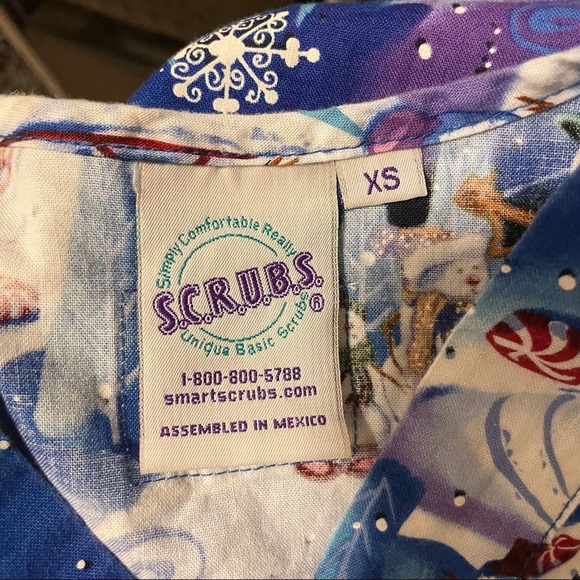 XS
Simply Comfortable Really
S.C.R.U.B.S.®
Unique Basic Scrubs
1-800-800-5788
smartscrubs.com
ASSEMBLED IN MEXICO